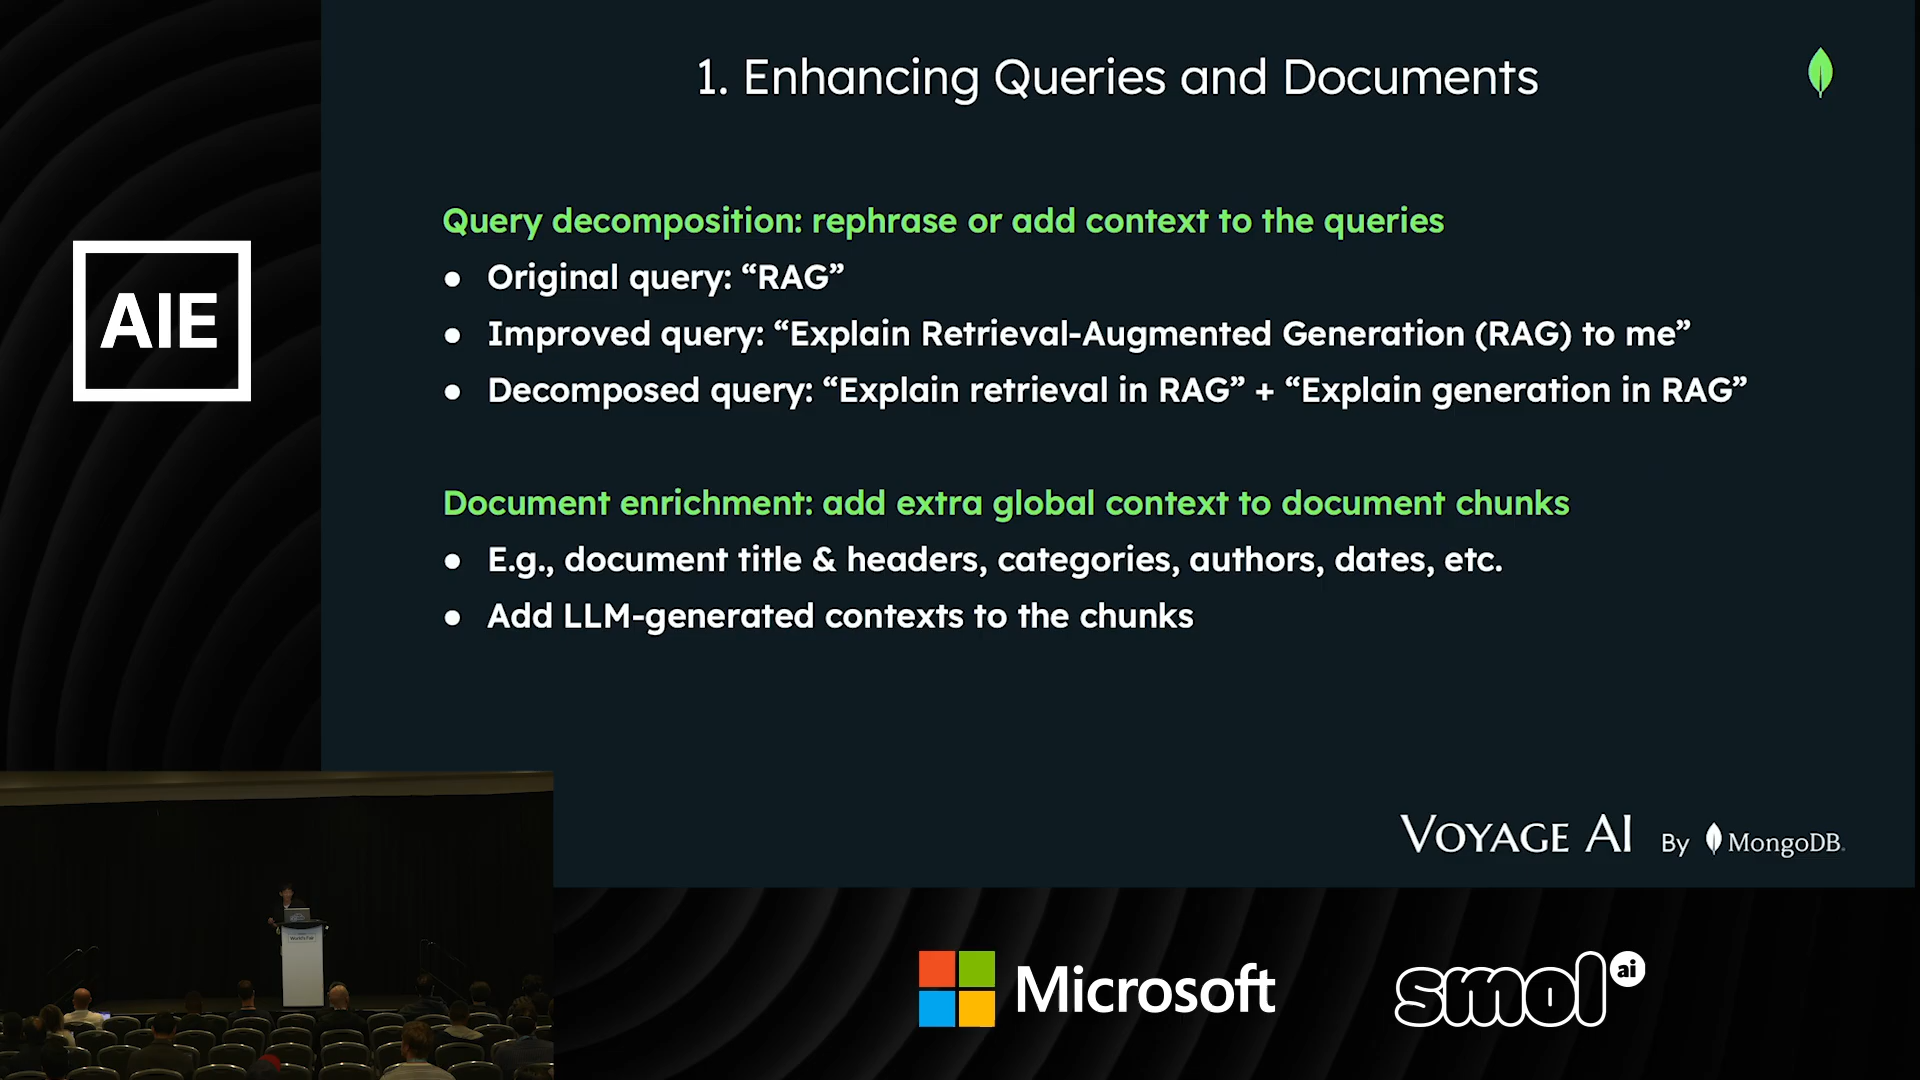 1. Enhancing Queries and Documents
AIE
Query decomposition: rephrase or add context to the queries
● Original query: “RAG”
● Improved query: “Explain Retrieval-Augmented Generation (RAG) to me”
● Decomposed query: “Explain retrieval in RAG” + “Explain generation in RAG”
Document enrichment: add extra global context to document chunks
● E.g., document title & headers, categories, authors, dates, etc.
● Add LLM-generated contexts to the chunks
VOYAGE AI By MongoDB.
World's Fair
Microsoft
smol ai